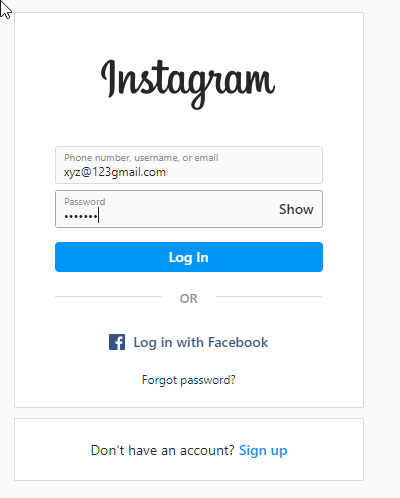 Instagram
Phone number, username, or email
xyz@123gmail.com
Password
•••••••
Show
Log In
OR
Log in with Facebook
Forgot password?
Don't have an account? Sign up